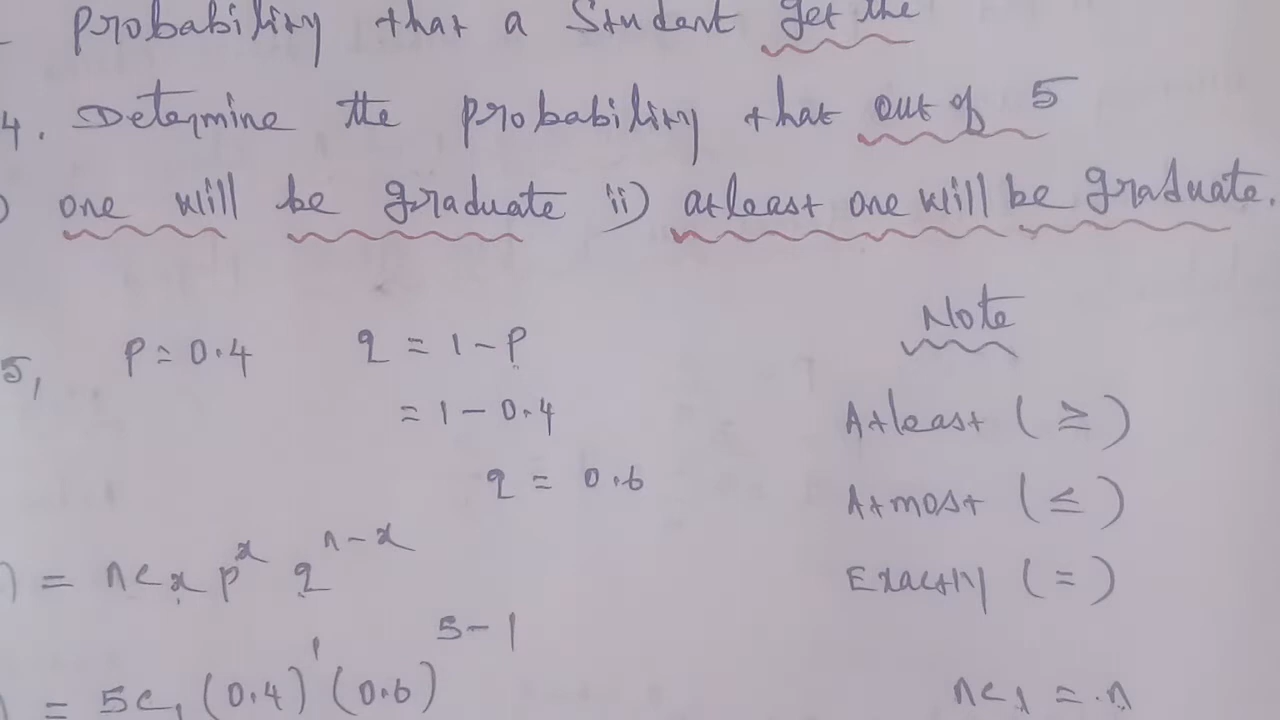 probability that a Student get the
4. Determine the probability that out of 5
) one will be graduate ii) atleast one will be graduate.
Note
5, p = 0.4 q = 1 - p
= 1 - 0.4
Atleast ( ≥ )
q = 0.6
Atmost ( ≤ )
) = ncₓ pˣ qⁿ⁻ˣ
Exactly ( = )
) = 5c₁ (0.4)¹ (0.6)⁵⁻¹
nc₁ = n